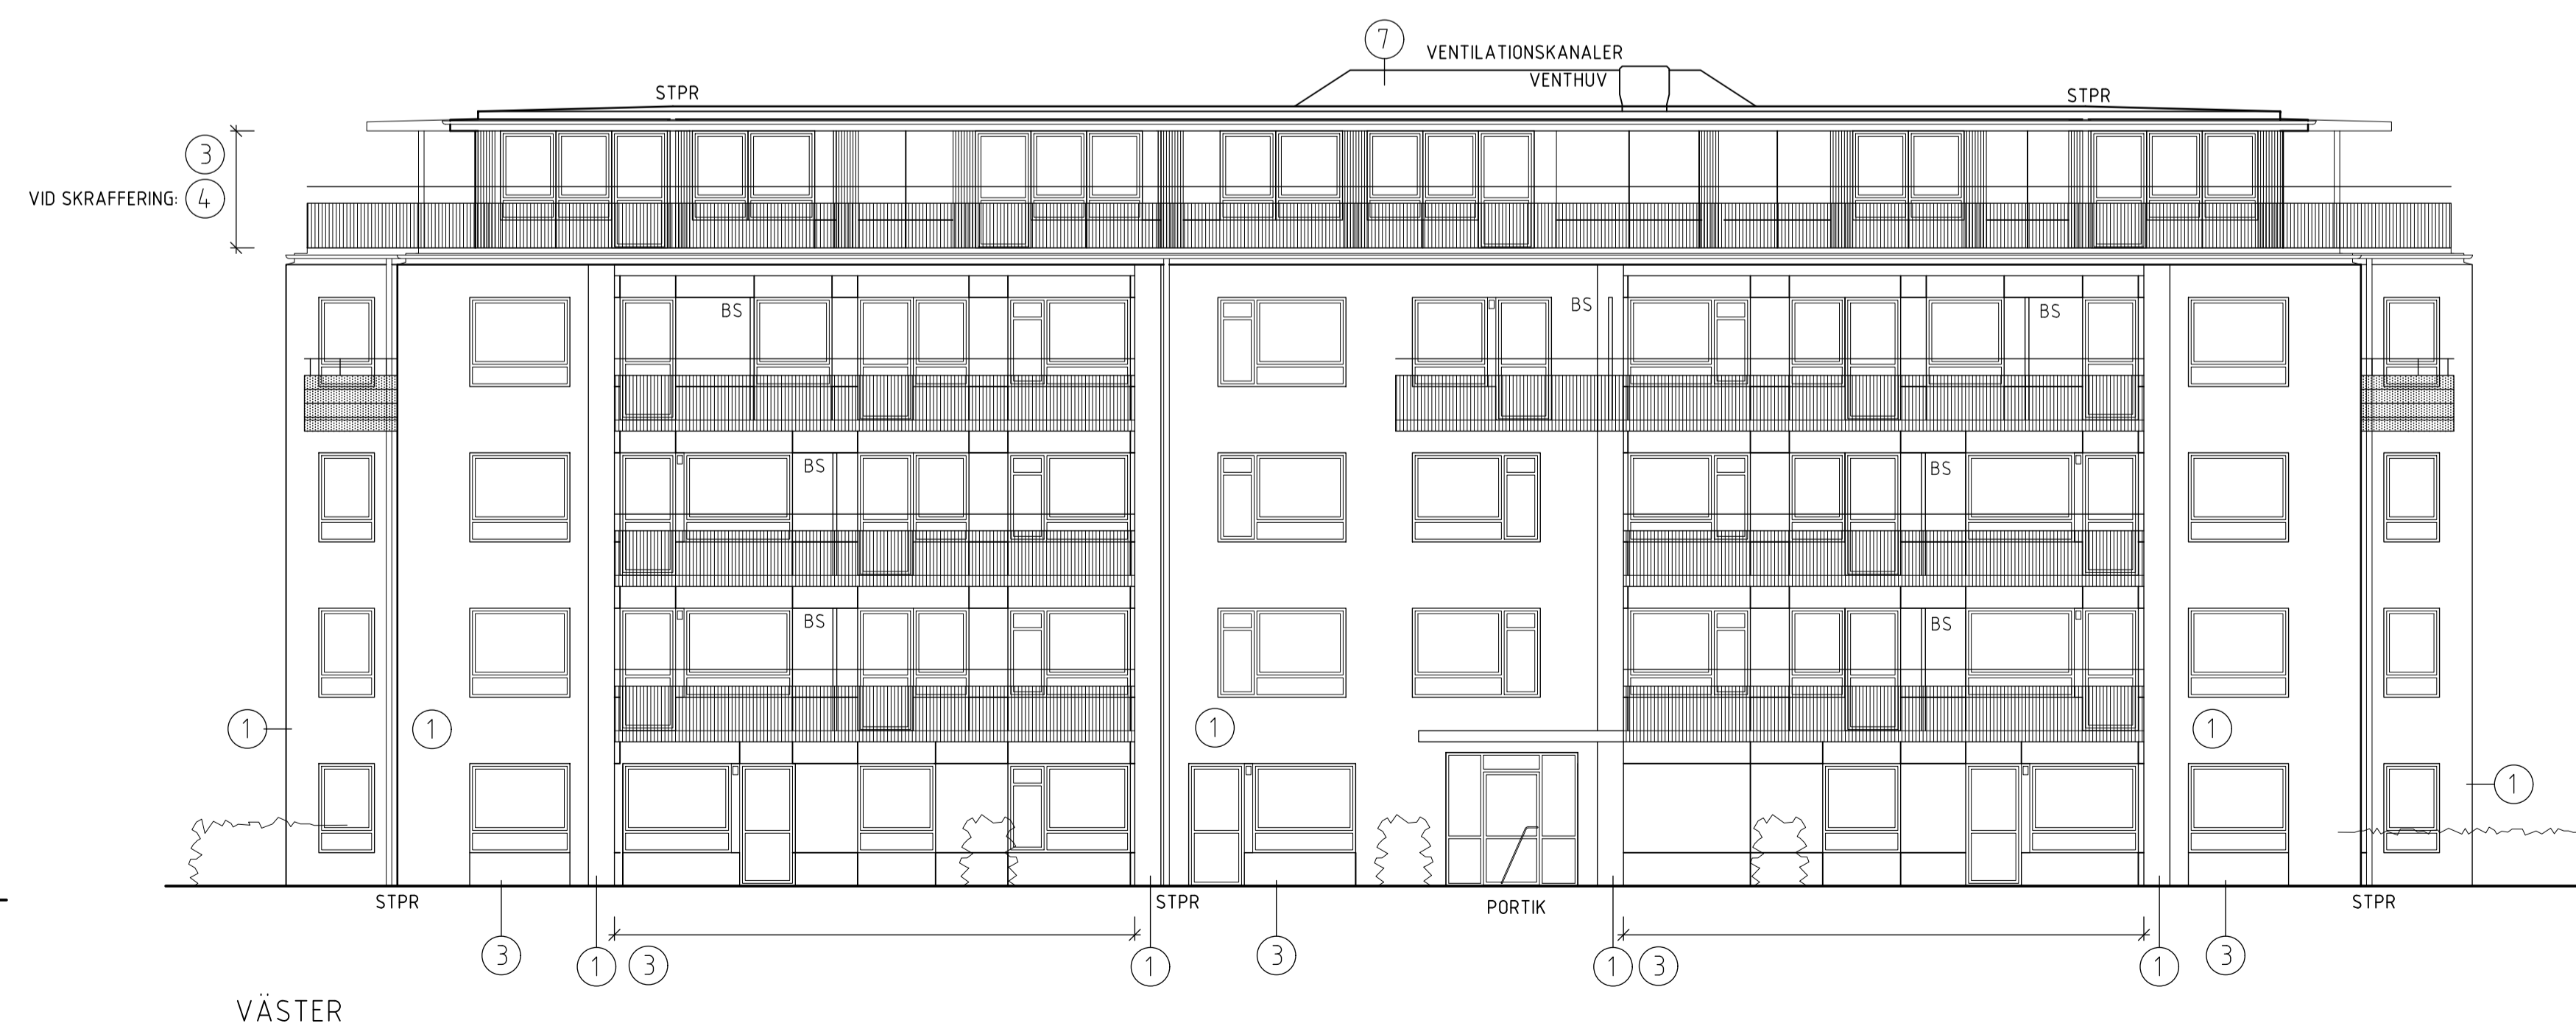 7
VENTILATIONSKANALER
VENTHUV
STPR
STPR
3
VID SKRAFFERING: 4
BS
BS
BS
BS
BS
BS
BS
1
1
1
1
1
STPR
STPR
PORTIK
STPR
3
1
3
1
3
1
3
1
3
VÄSTER